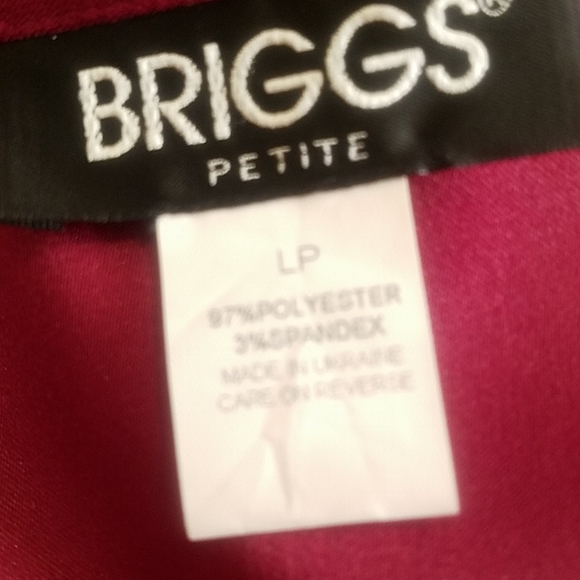 BRIGGS
PETITE
LP
97%POLYESTER
3%SPANDEX
MADE IN UKRAINE
CARE ON REVERSE